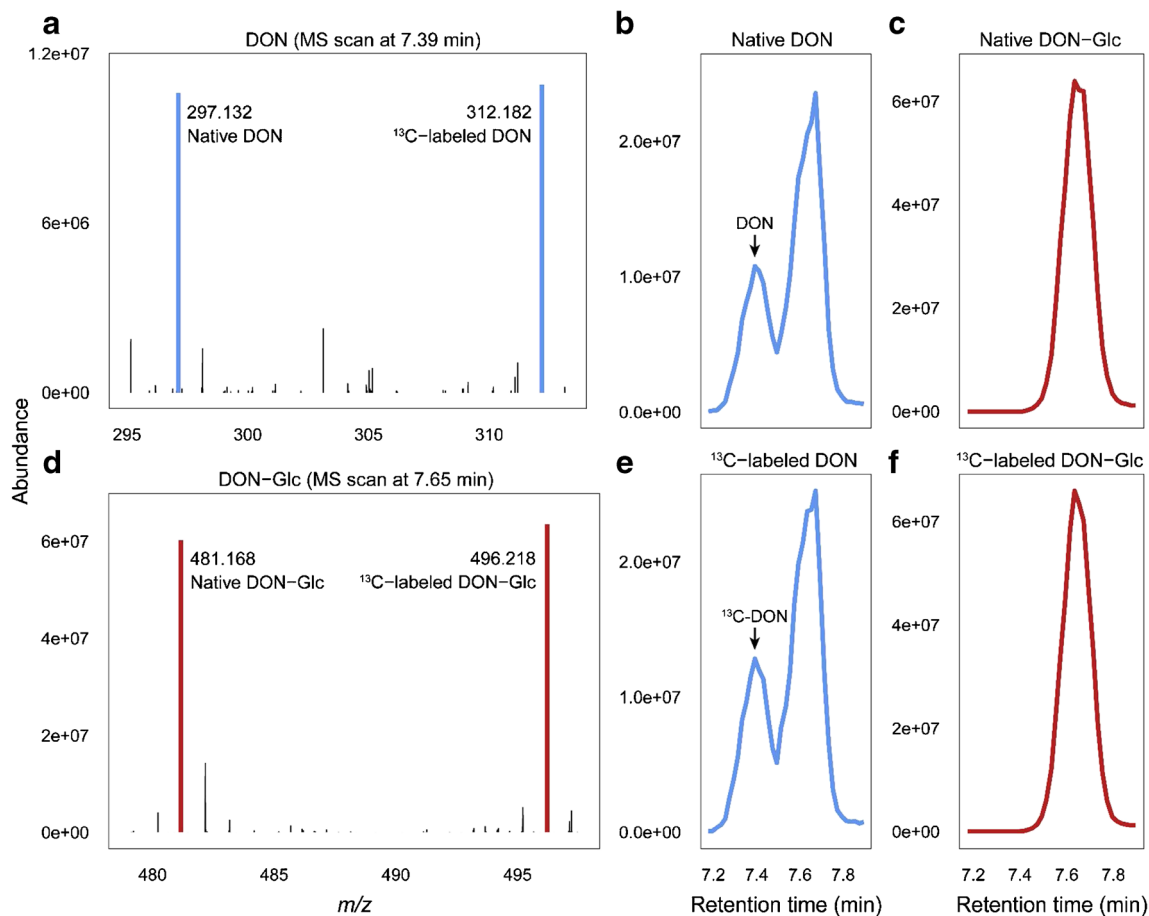 a
DON (MS scan at 7.39 min)
1.2e+07
297.132
Native DON
312.182
¹³C−labeled DON
6e+06
0e+00
295
300
305
310
b
Native DON
DON
2.0e+07
1.0e+07
0.0e+00
c
Native DON−Glc
6e+07
4e+07
2e+07
0e+00
Abundance
d
DON−Glc (MS scan at 7.65 min)
6e+07
481.168
Native DON−Glc
496.218
¹³C−labeled DON−Glc
4e+07
2e+07
0e+00
480
485
490
495
m/z
e
¹³C−labeled DON
¹³C-DON
2.0e+07
1.0e+07
0.0e+00
7.2
7.4
7.6
7.8
Retention time (min)
f
¹³C−labeled DON−Glc
6e+07
4e+07
2e+07
0e+00
7.2
7.4
7.6
7.8
Retention time (min)